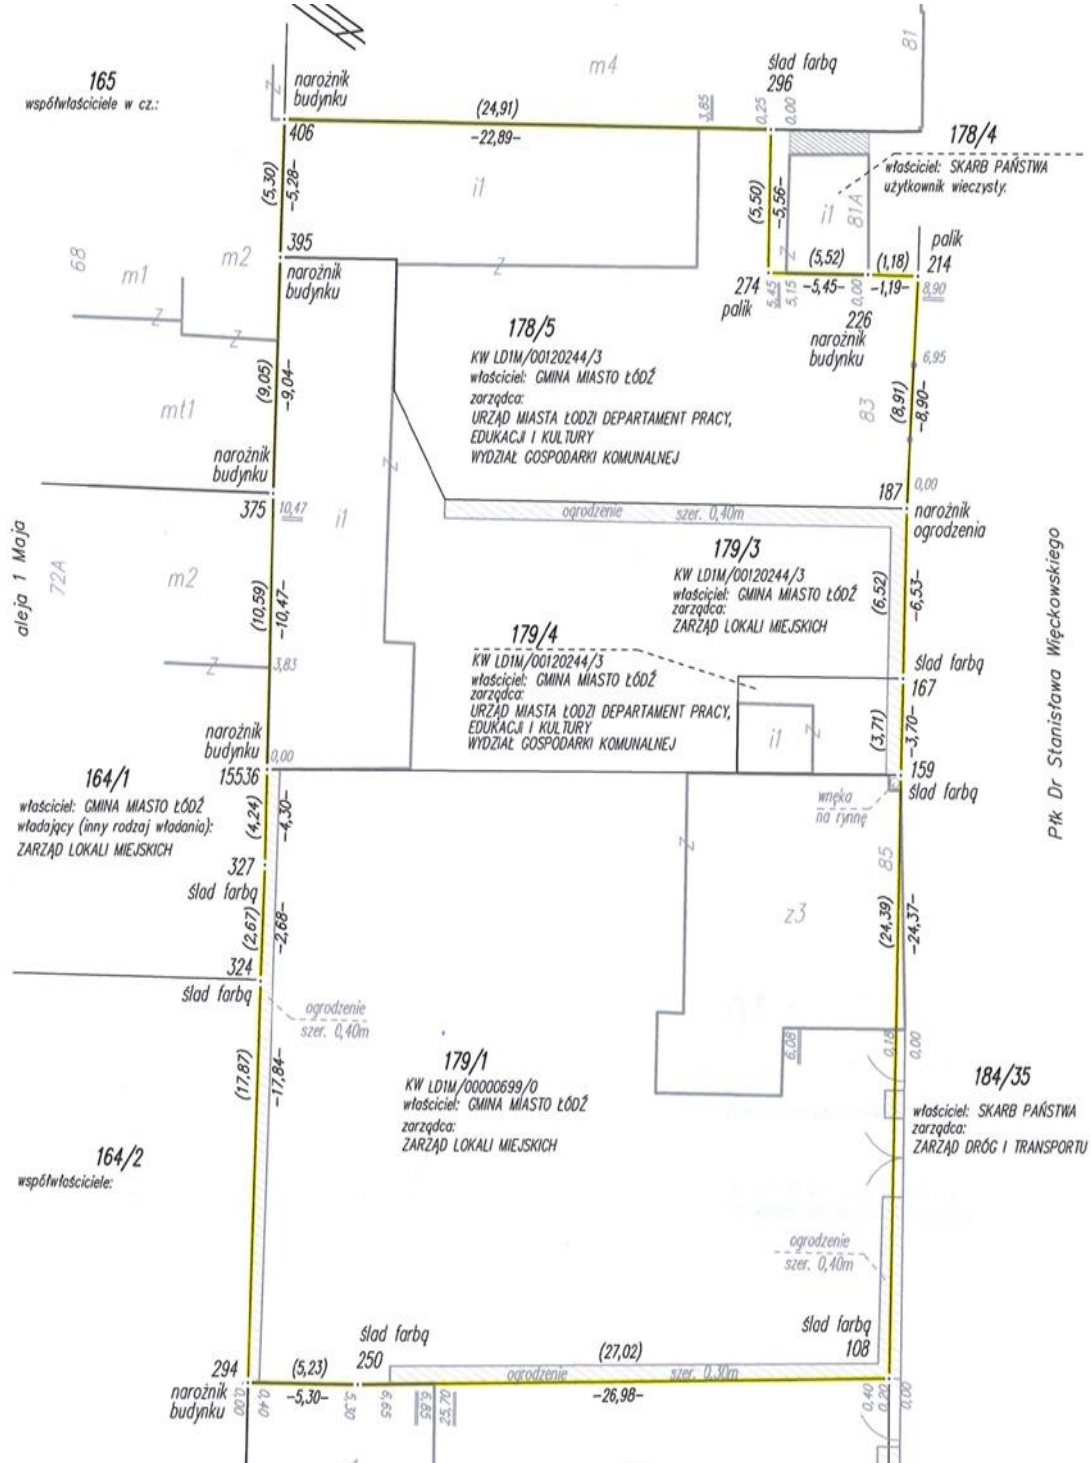 165
współwłaściciele w cz.:
narożnik
budynku
406
m4
81
ślad farbą
296
(24,91)
-22,89-
3,85
0,25
0,00
178/4
właściciel: SKARB PAŃSTWA
użytkownik wieczysty:
z
(5,30)
-5,28-
i1
(5,50)
-5,56-
i1
81A
z
395
narożnik
budynku
68
m1
m2
z
z
z
palik
214
(5,52)
(1,18)
-5,45-
-1,19-
274
palik
5,45
5,15
0,00
8,90
226
narożnik
budynku
6,95
178/5
KW LD1M/00120244/3
właściciel: GMINA MIASTO ŁÓDŹ
zarządca:
URZĄD MIASTA ŁODZI DEPARTAMENT PRACY,
EDUKACJI I KULTURY
WYDZIAŁ GOSPODARKI KOMUNALNEJ
(9,05)
-9,04-
mt1
83
(8,91)
-8,90-
z
narożnik
budynku
375
10,47
i1
187
0,00
narożnik
ogrodzenia
ogrodzenie szer. 0,40m
aleja 1 Maja
72A
m2
(10,59)
-10,47-
179/3
KW LD1M/00120244/3
właściciel: GMINA MIASTO ŁÓDŹ
zarządca:
ZARZĄD LOKALI MIEJSKICH
(6,52)
-6,53-
Płk Dr Stanisława Więckowskiego
179/4
KW LD1M/00120244/3
właściciel: GMINA MIASTO ŁÓDŹ
zarządca:
URZĄD MIASTA ŁODZI DEPARTAMENT PRACY,
EDUKACJI I KULTURY
WYDZIAŁ GOSPODARKI KOMUNALNEJ
z
3,83
ślad farbą
167
i1
z
(3,71)
-3,70-
narożnik
budynku
0,00
15536
159
ślad farbą
164/1
właściciel: GMINA MIASTO ŁÓDŹ
władający (inny rodzaj władania):
ZARZĄD LOKALI MIEJSKICH
(4,24)
-4,30-
wnęka
na rynnę
z
85
327
ślad farbą
z3
(24,39)
-24,37-
(2,67)
-2,68-
324
ślad farbą
ogrodzenie
szer. 0,40m
6,08
0,18
0,00
(17,87)
-17,84-
179/1
KW LD1M/00000699/0
właściciel: GMINA MIASTO ŁÓDŹ
zarządca:
ZARZĄD LOKALI MIEJSKICH
184/35
właściciel: SKARB PAŃSTWA
zarządca:
ZARZĄD DRÓG I TRANSPORTU
164/2
współwłaściciele:
ogrodzenie
szer. 0,40m
ślad farbą
250
ślad farbą
108
294
narożnik
budynku
(5,23)
-5,30-
(27,02)
ogrodzenie szer. 0,30m
-26,98-
0,00
0,40
5,30
6,65
6,85
25,70
0,40
0,20
0,00